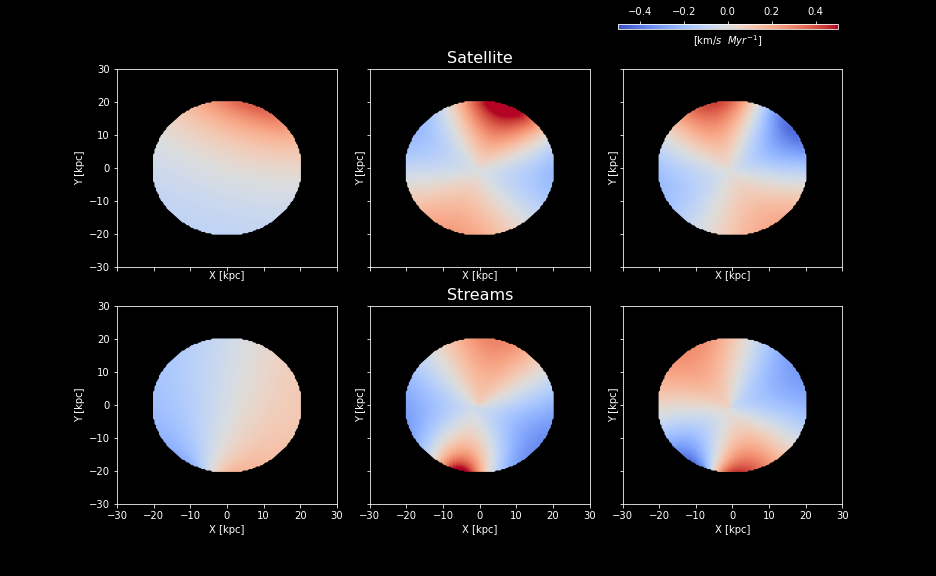 −0.4 −0.2 0.0 0.2 0.4
[km/s Myr⁻¹]
Satellite
30
20
10
0
−10
−20
−30
Y [kpc]
Y [kpc]
Y [kpc]
X [kpc] X [kpc] X [kpc]
Streams
30
20
10
0
−10
−20
−30
Y [kpc]
Y [kpc]
Y [kpc]
−30 −20 −10 0 10 20 30 −30 −20 −10 0 10 20 30 −30 −20 −10 0 10 20 30
X [kpc] X [kpc] X [kpc]